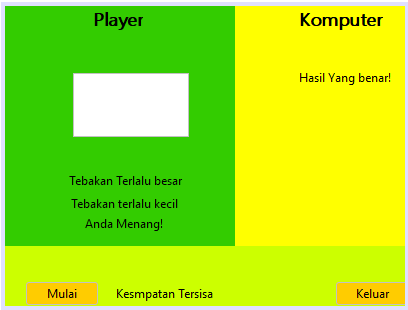 Player
Komputer
Hasil Yang benar!
Tebakan Terlalu besar
Tebakan terlalu kecil
Anda Menang!
Mulai
Kesmpatan Tersisa
Keluar